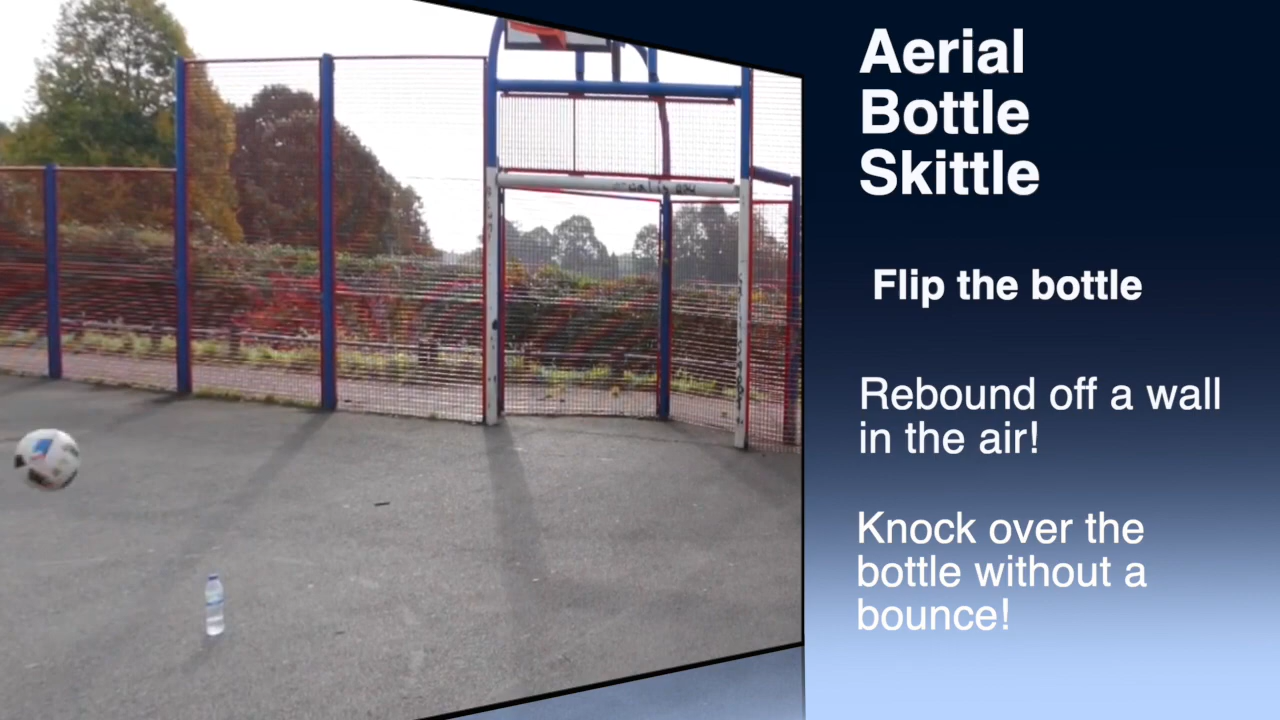 Aerial
Bottle
Skittle
Flip the bottle
Rebound off a wall
in the air!
Knock over the
bottle without a
bounce!